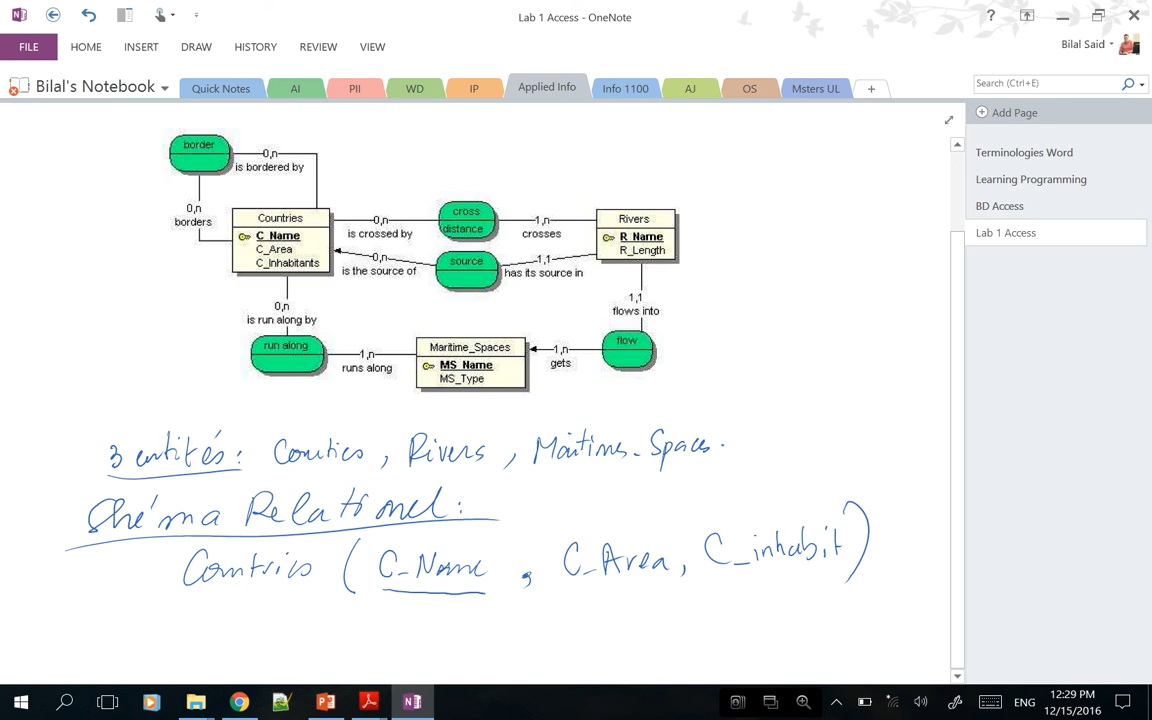 Lab 1 Access - OneNote
?
FILE HOME INSERT DRAW HISTORY REVIEW VIEW
Bilal Said
Bilal's Notebook
Quick Notes AI PII WD IP Applied Info Info 1100 AJ OS Msters UL +
Search (Ctrl+E)
Add Page
Terminologies Word
Learning Programming
BD Access
Lab 1 Access
border
0,n
is bordered by
0,n
borders
Countries
C_Name
C_Area
C_Inhabitants
0,n
is crossed by
cross
distance
1,n
crosses
Rivers
R_Name
R_Length
0,n
is the source of
source
1,1
has its source in
0,n
is run along by
1,1
flows into
run along
1,n
runs along
Maritime_Spaces
MS_Name
MS_Type
1,n
gets
flow
3 entités: Countries, Rivers, Maitime_Spaces.
Shéma Relationel:
Countries (C_Name, C_Area, C_inhabit)
ENG
12:29 PM
12/15/2016